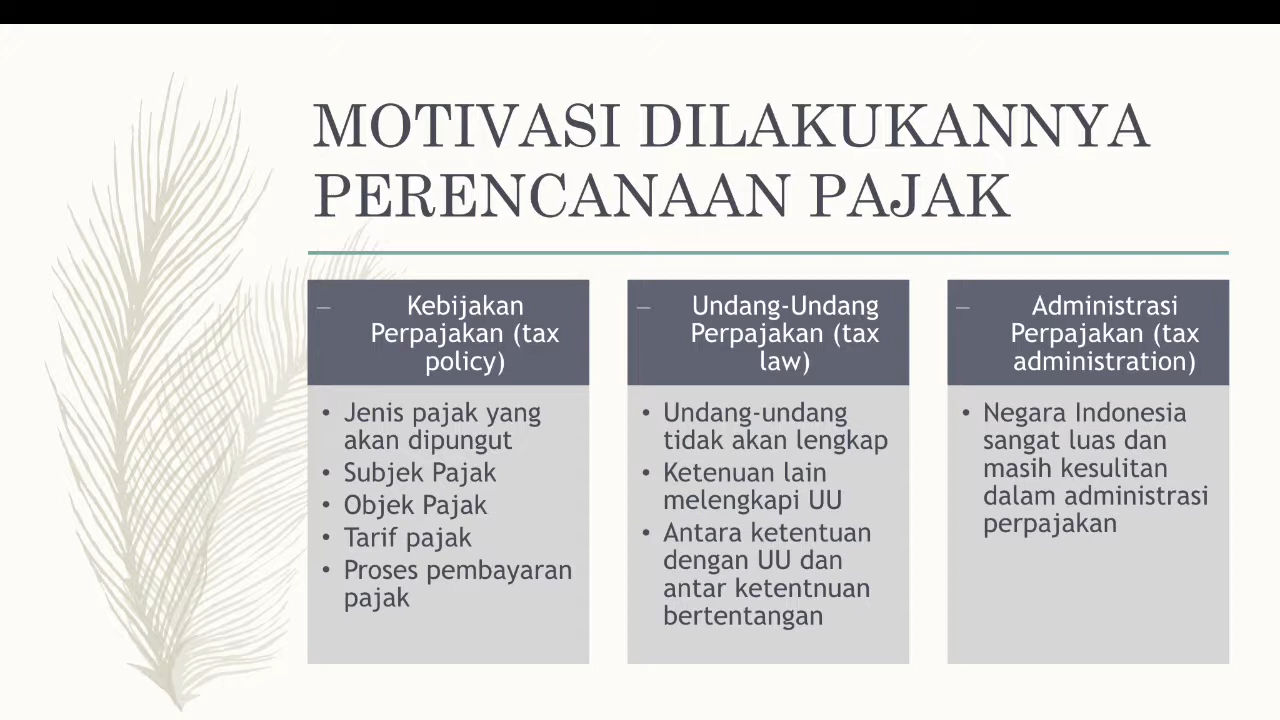 MOTIVASI DILAKUKANNYA
PERENCANAAN PAJAK
– Kebijakan
Perpajakan (tax
policy)
• Jenis pajak yang
akan dipungut
• Subjek Pajak
• Objek Pajak
• Tarif pajak
• Proses pembayaran
pajak
– Undang-Undang
Perpajakan (tax
law)
• Undang-undang
tidak akan lengkap
• Ketenuan lain
melengkapi UU
• Antara ketentuan
dengan UU dan
antar ketentnuan
bertentangan
– Administrasi
Perpajakan (tax
administration)
• Negara Indonesia
sangat luas dan
masih kesulitan
dalam administrasi
perpajakan